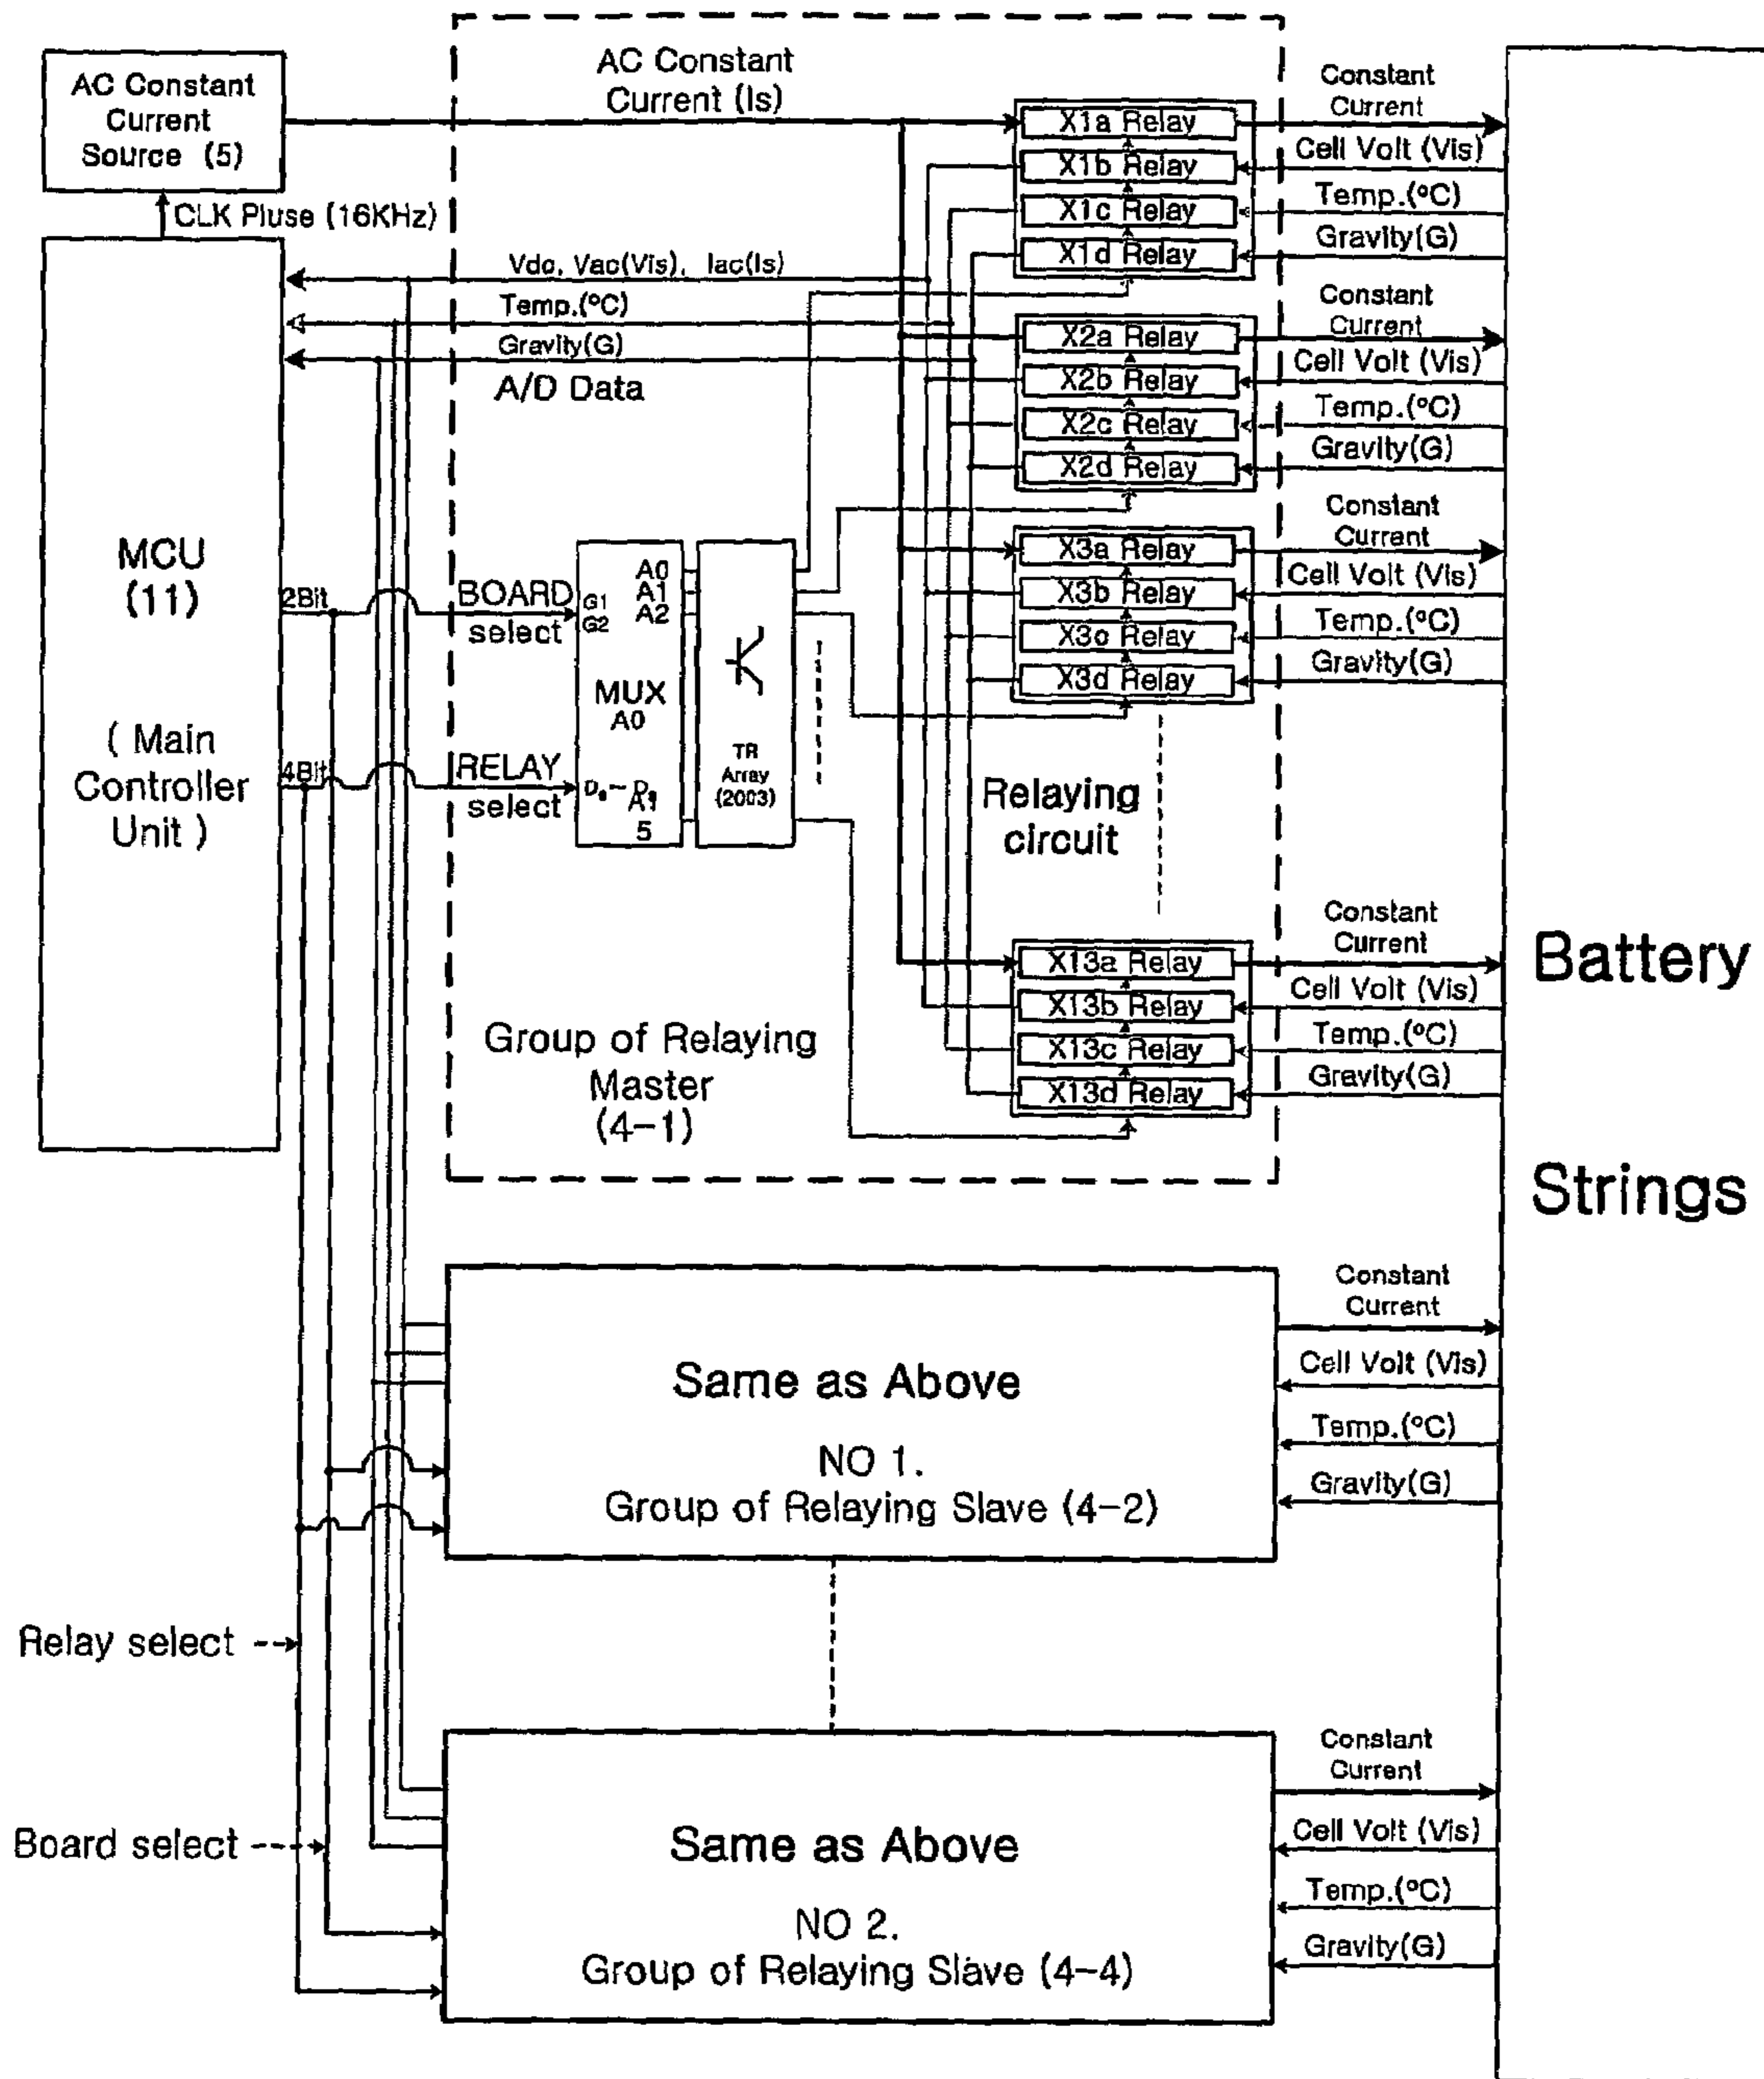 AC Constant
Current
Source (5)
CLK Pluse (16KHz)
MCU
(11)
( Main
Controller
Unit )
2Bit
4Bit
AC Constant
Current (Is)
Vdc, Vac(Vis), Iac(Is)
Temp.(°C)
Gravity(G)
A/D Data
BOARD
select
RELAY
select
G1
G2
A0
A1
A2
MUX
A0
D₀~D₃
A1
5
TR
Array
(2003)
X1a Relay
X1b Relay
X1c Relay
X1d Relay
X2a Relay
X2b Relay
X2c Relay
X2d Relay
X3a Relay
X3b Relay
X3c Relay
X3d Relay
Relaying
circuit
X13a Relay
X13b Relay
X13c Relay
X13d Relay
Group of Relaying
Master
(4-1)
Constant
Current
Cell Volt (Vis)
Temp.(°C)
Gravity(G)
Constant
Current
Cell Volt (Vis)
Temp.(°C)
Gravity(G)
Constant
Current
Cell Volt (Vis)
Temp.(°C)
Gravity(G)
Constant
Current
Cell Volt (Vis)
Temp.(°C)
Gravity(G)
Battery
Strings
Same as Above
NO 1.
Group of Relaying Slave (4-2)
Constant
Current
Cell Volt (Vis)
Temp.(°C)
Gravity(G)
Relay select
Board select
Same as Above
NO 2.
Group of Relaying Slave (4-4)
Constant
Current
Cell Volt (Vis)
Temp.(°C)
Gravity(G)